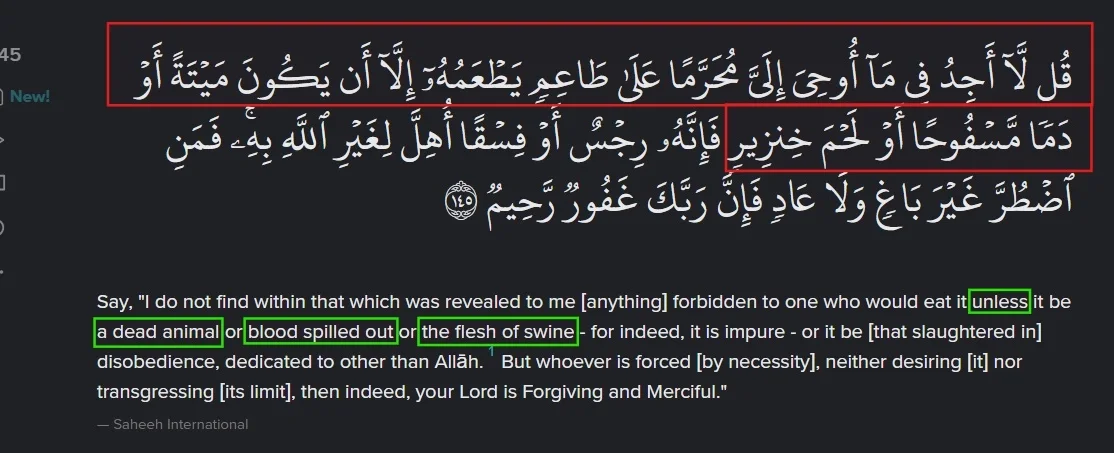 45
New!
قُل لَّآ أَجِدُ فِى مَآ أُوحِىَ إِلَىَّ مُحَرَّمًا عَلَىٰ طَاعِمٍ يَطْعَمُهُۥٓ إِلَّآ أَن يَكُونَ مَيْتَةً أَوْ
دَمًا مَّسْفُوحًا أَوْ لَحْمَ خِنزِيرٍ فَإِنَّهُۥ رِجْسٌ أَوْ فِسْقًا أُهِلَّ لِغَيْرِ ٱللَّهِ بِهِۦ ۚ فَمَنِ
ٱضْطُرَّ غَيْرَ بَاغٍ وَلَا عَادٍ فَإِنَّ رَبَّكَ غَفُورٌ رَّحِيمٌ ١٤٥
Say, "I do not find within that which was revealed to me [anything] forbidden to one who would eat it unless it be
a dead animal or blood spilled out or the flesh of swine - for indeed, it is impure - or it be [that slaughtered in]
disobedience, dedicated to other than Allāh. 1 But whoever is forced [by necessity], neither desiring [it] nor
transgressing [its limit], then indeed, your Lord is Forgiving and Merciful."
— Saheeh International